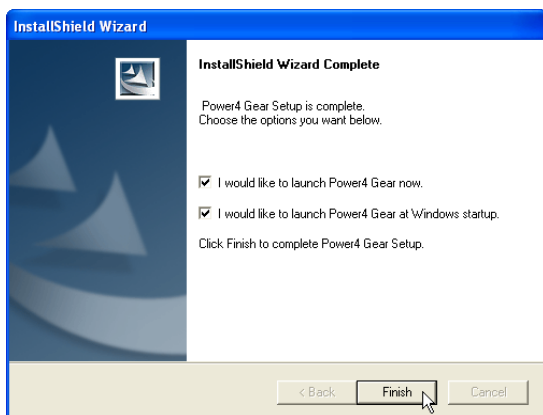 InstallShield Wizard
InstallShield Wizard Complete
Power4 Gear Setup is complete.
Choose the options you want below.
I would like to launch Power4 Gear now.
I would like to launch Power4 Gear at Windows startup.
Click Finish to complete Power4 Gear Setup.
< Back Finish Cancel